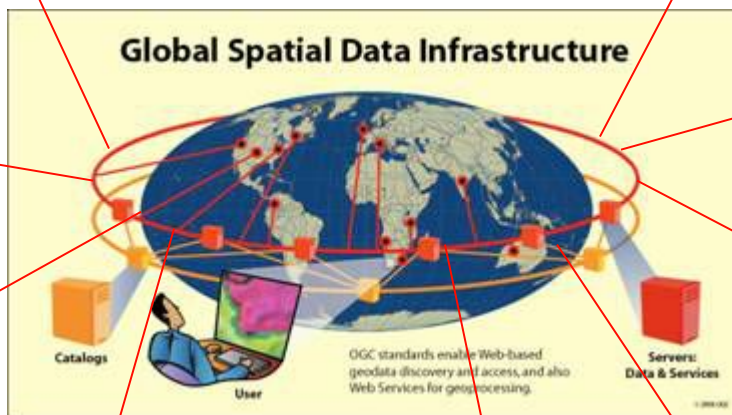 Global Spatial Data Infrastructure
Catalogs
User
OGC standards enable Web-based
geodata discovery and access, and also
Web Services for geoprocessing.
Servers:
Data & Services